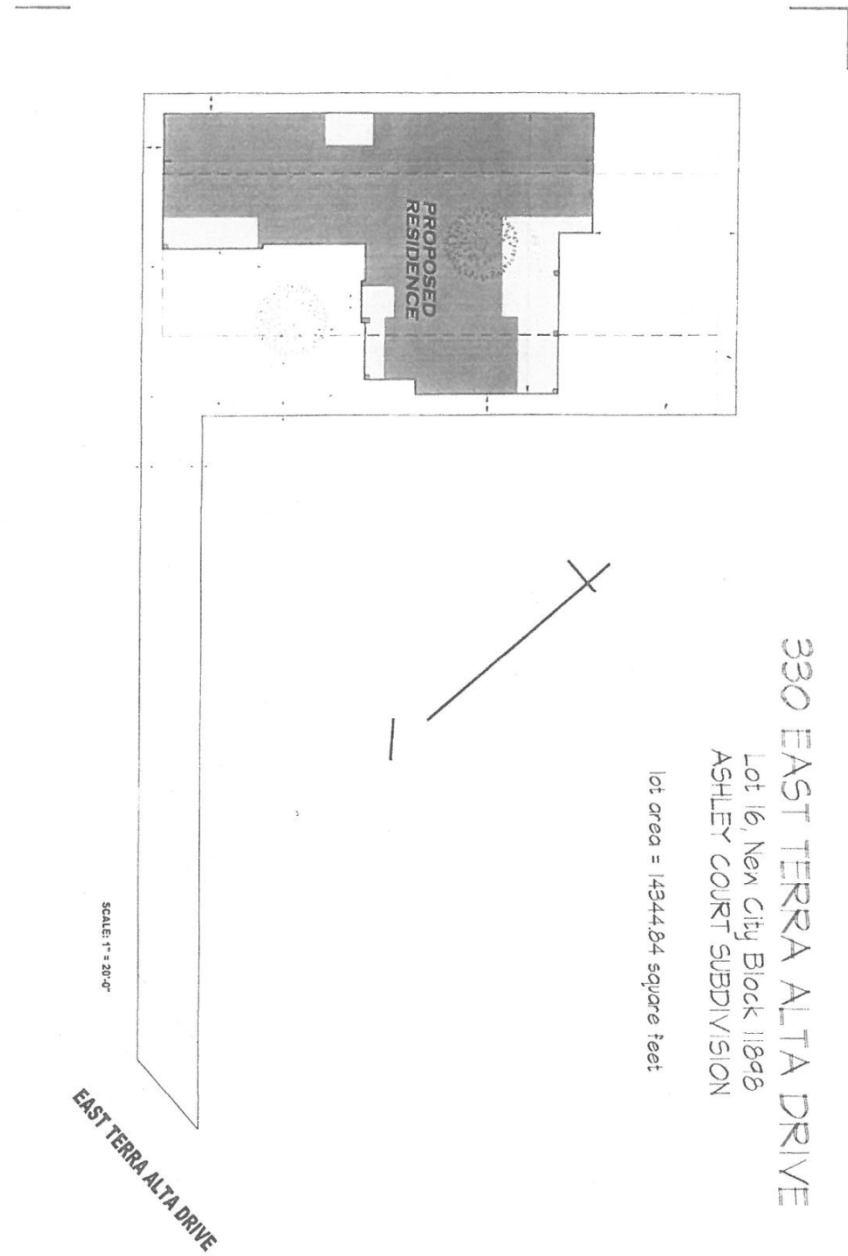 330 EAST TERRA ALTA DRIVE
Lot 16, New City Block 11898
ASHLEY COURT SUBDIVISION
lot area = 14344.84 square feet
PROPOSED
RESIDENCE
SCALE: 1" = 20'-0"
EAST TERRA ALTA DRIVE